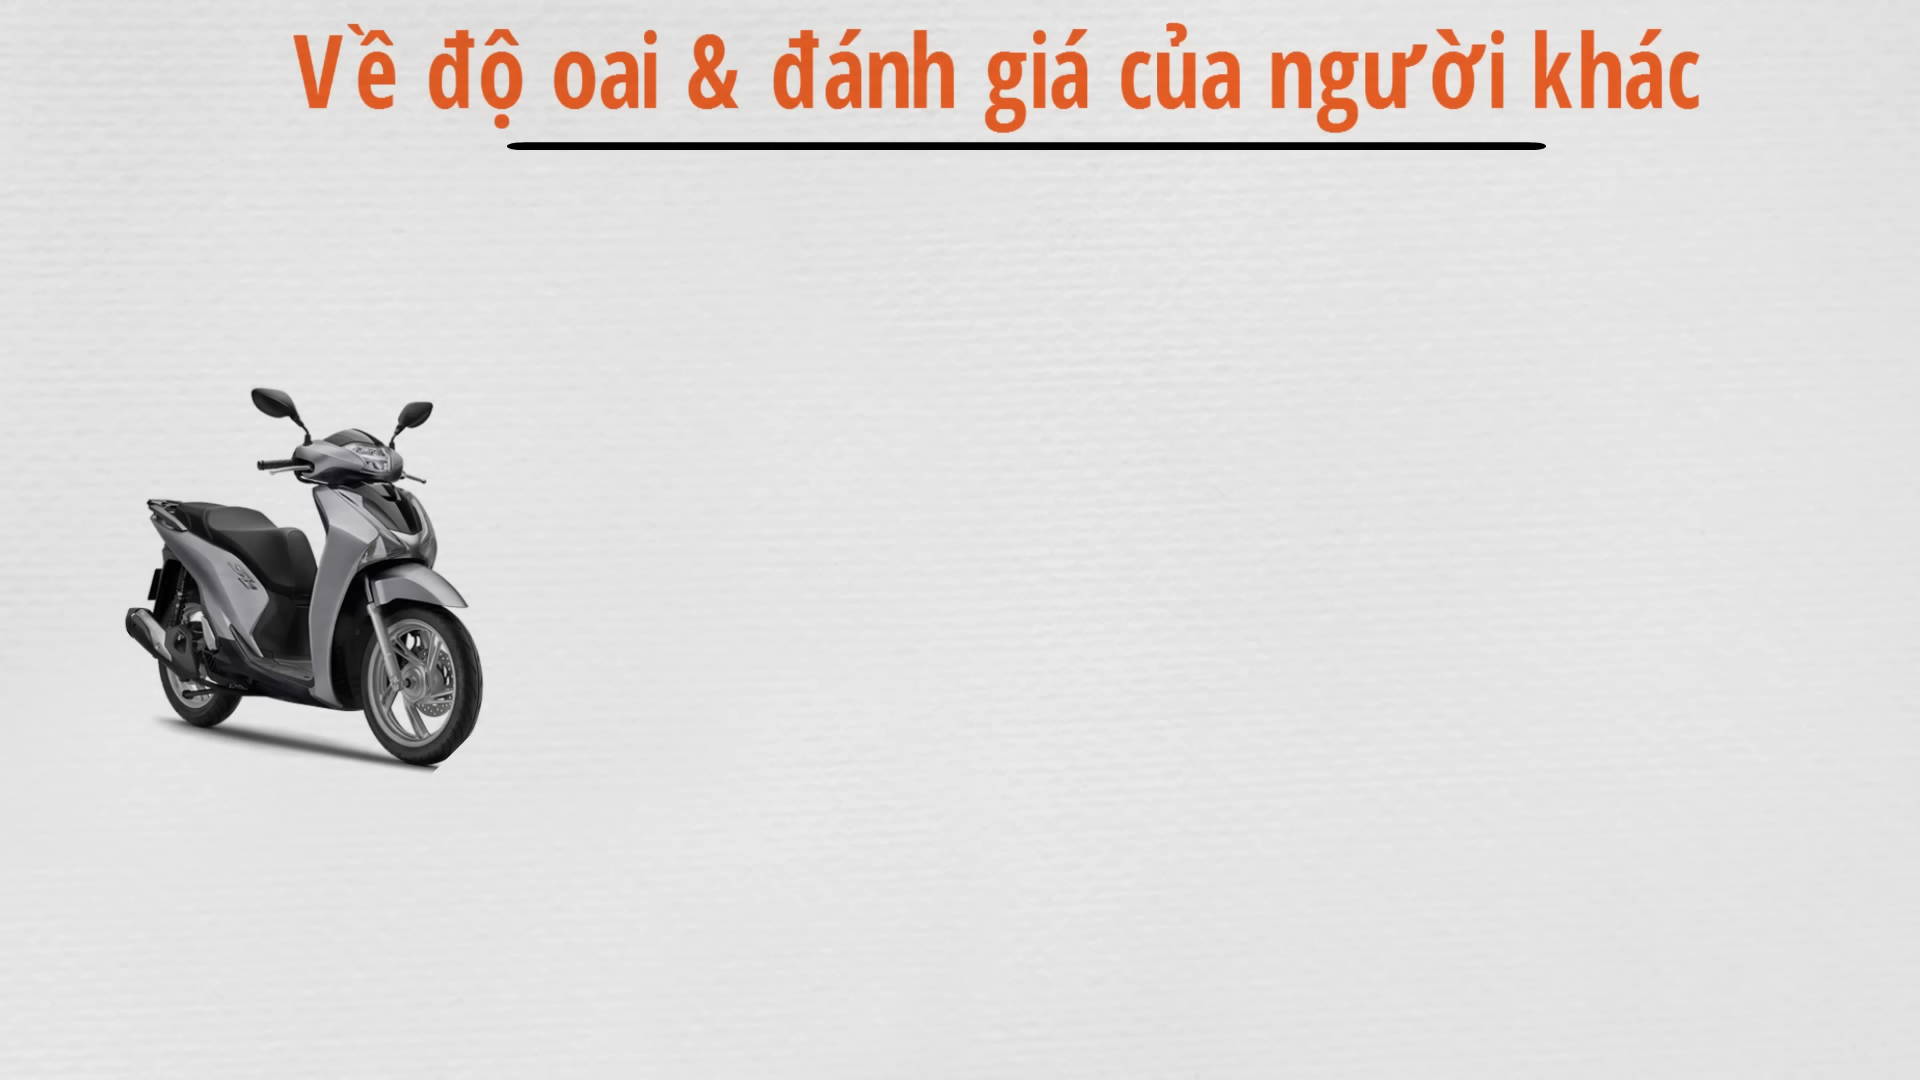 Về độ oai & đánh giá của người khác